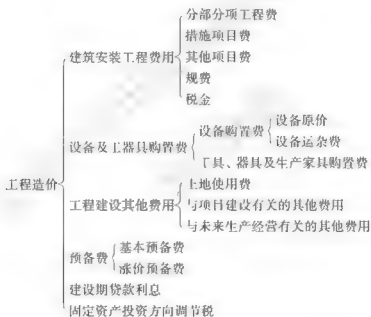 分部分项工程费
措施项目费
建筑安装工程费用
其他项目费
规费
税金
设备购置费
设备原价
设备运杂费
设备及工器具购置费
工具、器具及生产家具购置费
工程造价
土地使用费
工程建设其他费用
与项目建设有关的其他费用
与未来生产经营有关的其他费用
预备费
基本预备费
涨价预备费
建设期贷款利息
固定资产投资方向调节税